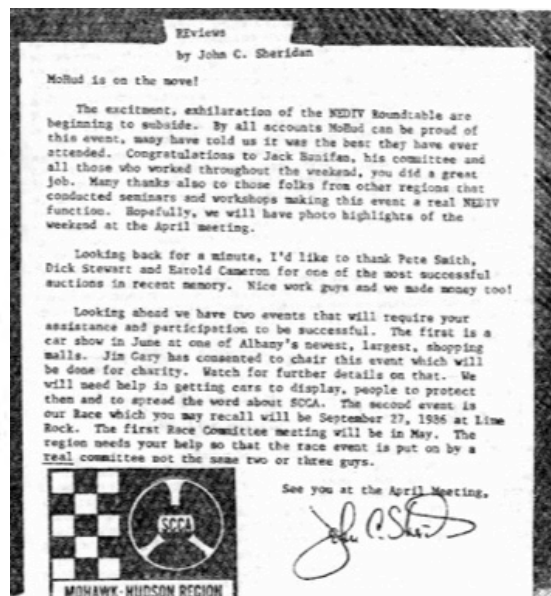 REviews
by John C. Sheridan
MoHud is on the move!
The excitment, exhilaration of the NEDIV Roundtable are
beginning to subside. By all accounts MoHud can be proud of
this event, many have told us it was the best they have ever
attended. Congratulations to Jack Hanifan, his committee and
all those who worked throughout the weekend, you did a great
job. Many thanks also to those folks from other regions that
conducted seminars and workshops making this event a real NEDIV
function. Hopefully, we will have photo highlights of the
weekend at the April meeting.
Looking back for a minute, I'd like to thank Pete Smith,
Dick Stewart and Harold Cameron for one of the most successful
auctions in recent memory. Nice work guys and we made money too!
Looking ahead we have two events that will require your
assistance and participation to be successful. The first is a
car show in June at one of Albany's newest, largest, shopping
malls. Jim Gary has consented to chair this event which will
be done for charity. Watch for further details on that. We
will need help in getting cars to display, people to protect
them and to spread the word about SCCA. The second event is
our Race which you may recall will be September 27, 1986 at Lime
Rock. The first Race Committee meeting will be in May. The
region needs your help so that the race event is put on by a
real committee not the same two or three guys.
See you at the April Meeting,
John C. Sheridan
SCCA
MOHAWK-HUDSON REGION